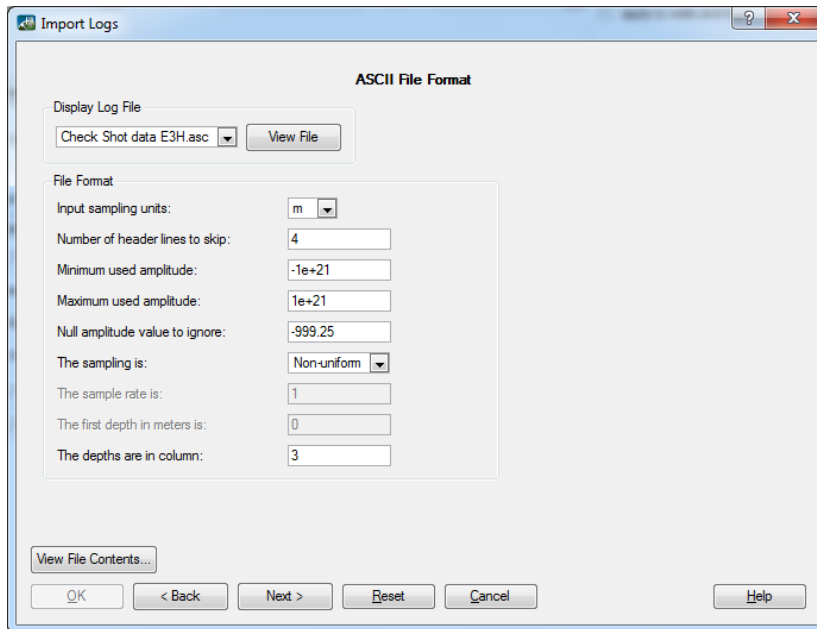 Import Logs
ASCII File Format
Display Log File
Check Shot data E3H.asc View File
File Format
Input sampling units: m
Number of header lines to skip: 4
Minimum used amplitude: -1e+21
Maximum used amplitude: 1e+21
Null amplitude value to ignore: -999.25
The sampling is: Non-uniform
The sample rate is: 1
The first depth in meters is: 0
The depths are in column: 3
View File Contents...
OK < Back Next > Reset Cancel Help